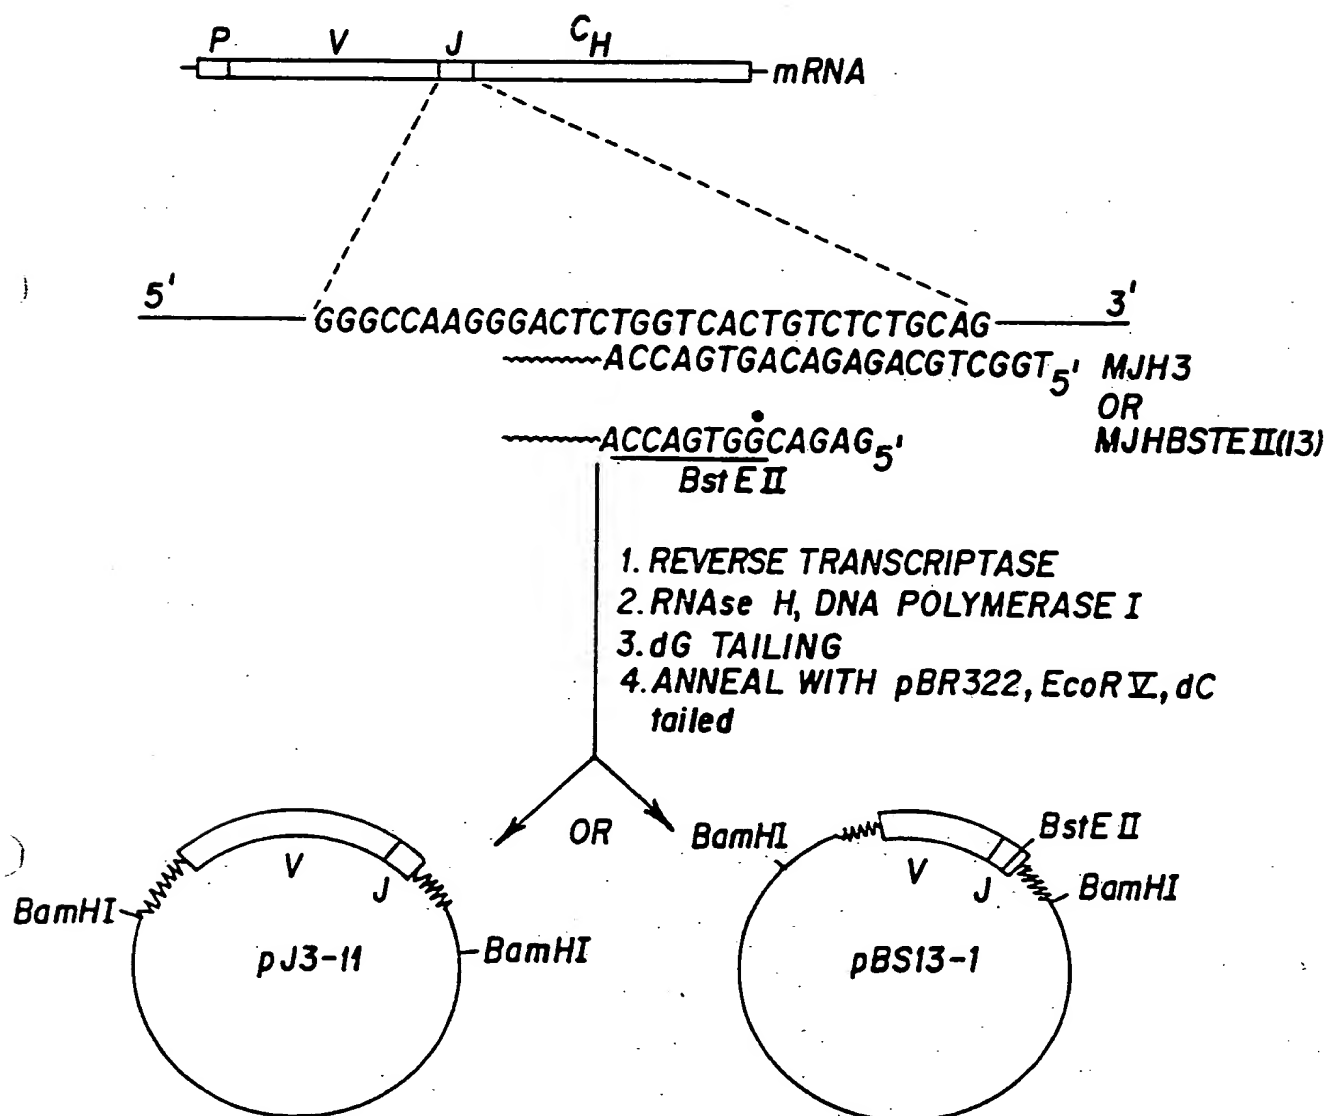 P V J CH
mRNA
5' GGGCCAAGGGACTCTGGTCACTGTCTCTGCAG 3'
ACCAGTGACAGAGACGTCGGT5' MJH3
OR
ACCAGTGGCAGAG5' MJHBSTEII(13)
BstEII
1. REVERSE TRANSCRIPTASE
2. RNAse H, DNA POLYMERASE I
3. dG TAILING
4. ANNEAL WITH pBR322, EcoRV, dC
tailed
OR
BamHI
V
J
BamHI
pJ3-11
BamHI
V
J
BstEII
BamHI
pBS13-1